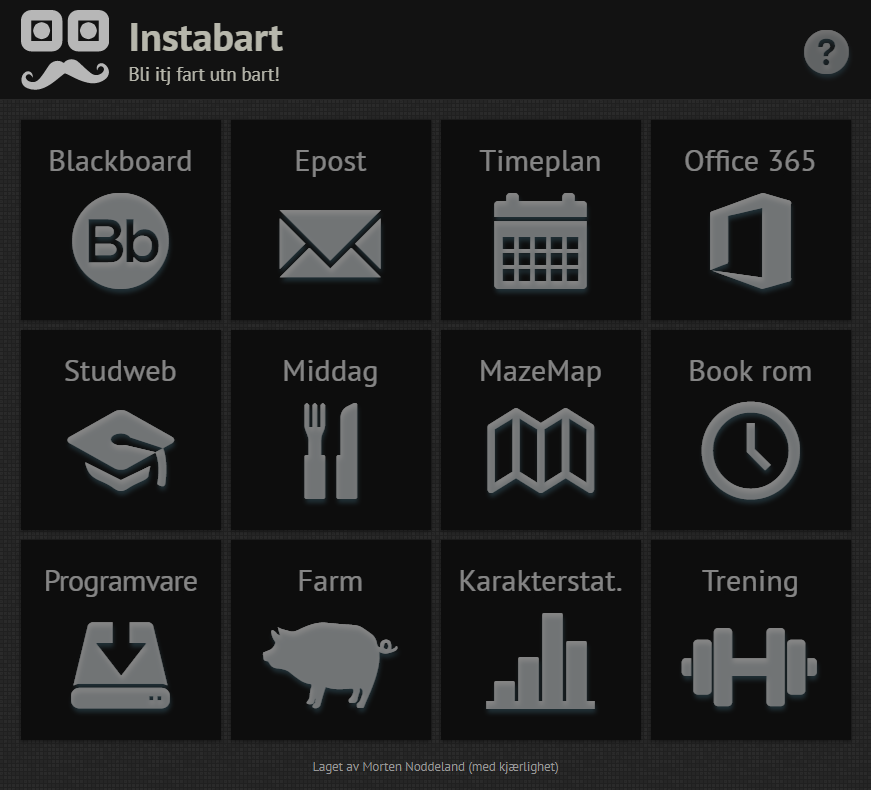 Instabart
Bli itj fart utn bart!
?
Blackboard
Epost
Timeplan
Office 365
Bb
Studweb
Middag
MazeMap
Book rom
Programvare
Farm
Karakterstat.
Trening
Laget av Morten Noddeland (med kjærlighet)